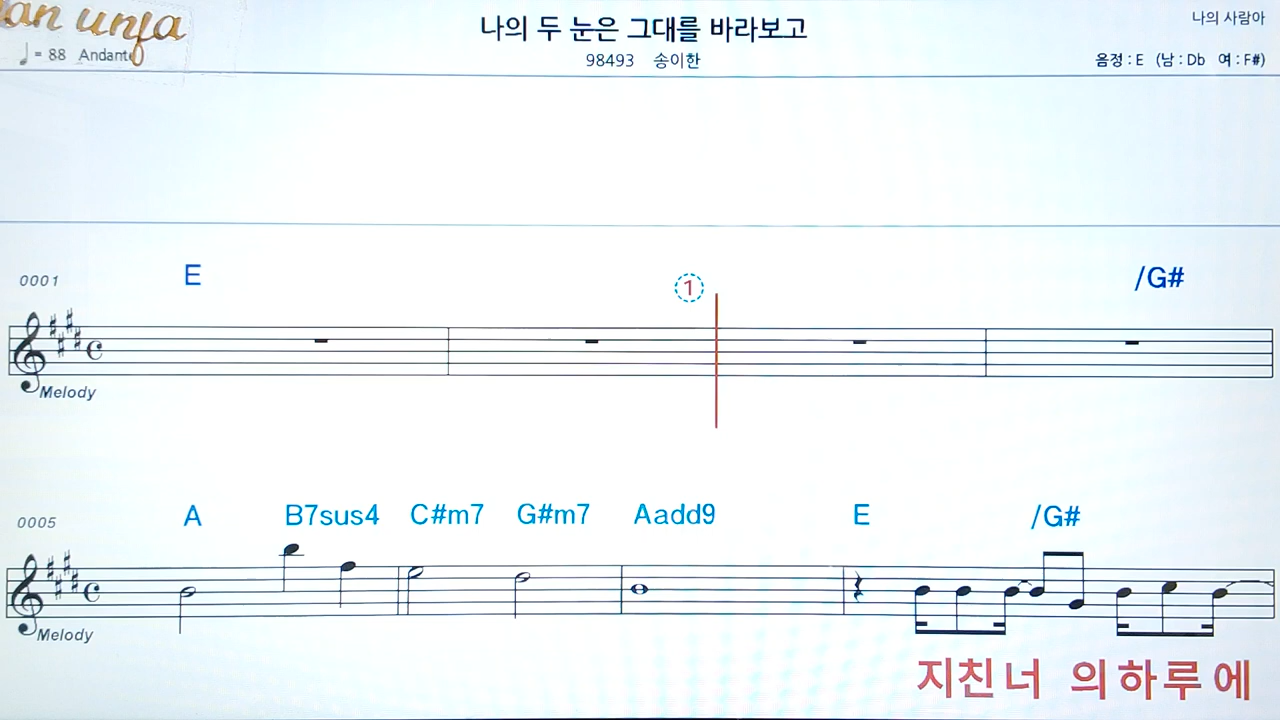 나의 두 눈은 그대를 바라보고
나의 사람아
♩= 88 Andante
98493 송이한
음정 : E (남 : Db 여 : F#)
0001
E
1
/G#
Melody
0005
A B7sus4 C#m7 G#m7 Aadd9 E /G#
Melody
지친너 의하루에